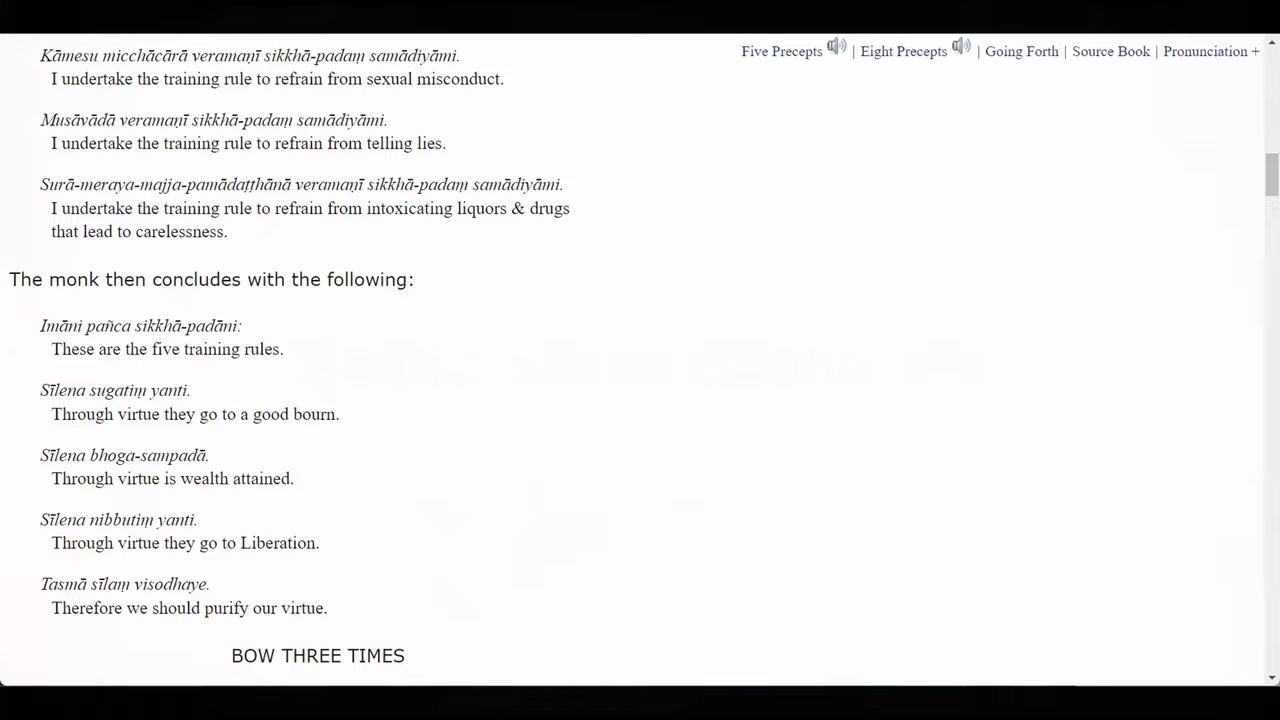 Kāmesu micchācārā veramaṇī sikkhā-padaṃ samādiyāmi.
Five Precepts | Eight Precepts | Going Forth | Source Book | Pronunciation +
I undertake the training rule to refrain from sexual misconduct.
Musāvādā veramaṇī sikkhā-padaṃ samādiyāmi.
I undertake the training rule to refrain from telling lies.
Surā-meraya-majja-pamādaṭṭhānā veramaṇī sikkhā-padaṃ samādiyāmi.
I undertake the training rule to refrain from intoxicating liquors & drugs
that lead to carelessness.
The monk then concludes with the following:
Imāni pañca sikkhā-padāni:
These are the five training rules.
Sīlena sugatiṃ yanti.
Through virtue they go to a good bourn.
Sīlena bhoga-sampadā.
Through virtue is wealth attained.
Sīlena nibbutiṃ yanti.
Through virtue they go to Liberation.
Tasmā sīlaṃ visodhaye.
Therefore we should purify our virtue.
BOW THREE TIMES